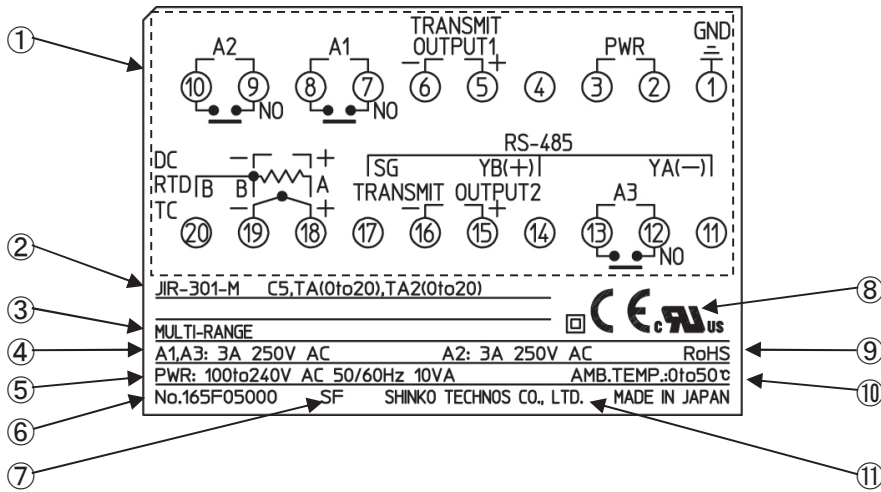 ①
TRANSMIT
OUTPUT1
GND
A2
A1
PWR
− +
⑩ ⑨ ⑧ ⑦ ⑥ ⑤ ④ ③ ② ①
NO
NO
RS-485
DC − +
SG YB(+) YA(−)
RTD B B A
TRANSMIT OUTPUT2
A3
TC − +
− +
⑳ ⑲ ⑱ ⑰ ⑯ ⑮ ⑭ ⑬ ⑫ ⑪
NO
②
JIR-301-M C5,TA(0to20),TA2(0to20)
③
MULTI-RANGE
CE c RU US
⑧
④
A1,A3: 3A 250V AC A2: 3A 250V AC RoHS
⑨
⑤
PWR: 100to240V AC 50/60Hz 10VA AMB.TEMP.:0to50℃
⑩
⑥
No.165F05000 SF SHINKO TECHNOS CO., LTD. MADE IN JAPAN
⑦
⑪